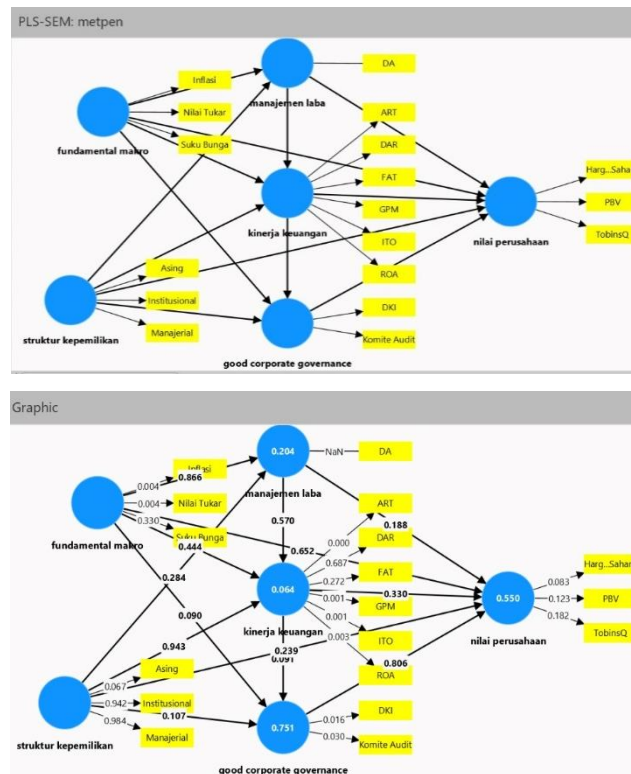 PLS-SEM: metpen
DA
Inflasi
manajemen laba
Nilai Tukar
ART
fundamental makro
Suku Bunga
DAR
FAT
Harg...Saha
GPM
PBV
kinerja keuangan
ITO
nilai perusahaan
TobinsQ
Asing
ROA
Institusional
DKI
struktur kepemilikan
Manajerial
Komite Audit
good corporate governance
Graphic
0.204
NaN
DA
0.866
0.004
manajemen laba
0.004
Nilai Tukar
ART
0.330
0.570
0.000
0.188
fundamental makro
0.444
0.687
DAR
0.652
0.272
FAT
0.083
Harg...Saha
0.284
0.064
0.330
0.550
0.123
PBV
0.001
GPM
0.090
kinerja keuangan
0.001
0.182
TobinsQ
0.943
0.239
0.003
ITO
nilai perusahaan
0.091
0.806
Asing
ROA
0.067
0.942
Institusional
0.107
0.751
0.016
DKI
0.984
Manajerial
0.030
Komite Audit
struktur kepemilikan
good corporate governance